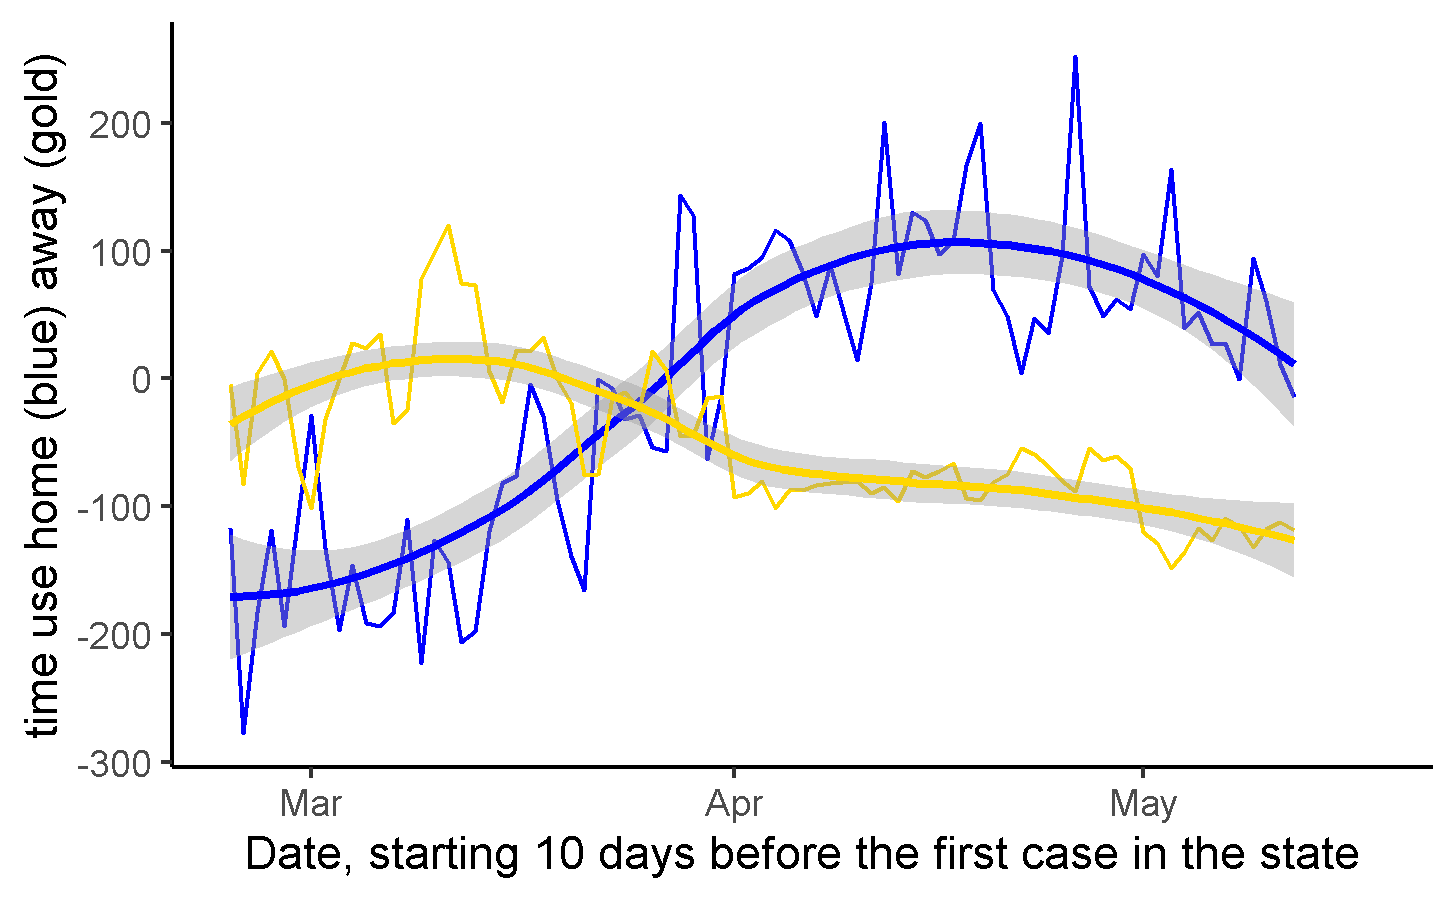 time use home (blue) away (gold)
200
100
0
-100
-200
-300
Mar
Apr
May
Date, starting 10 days before the first case in the state